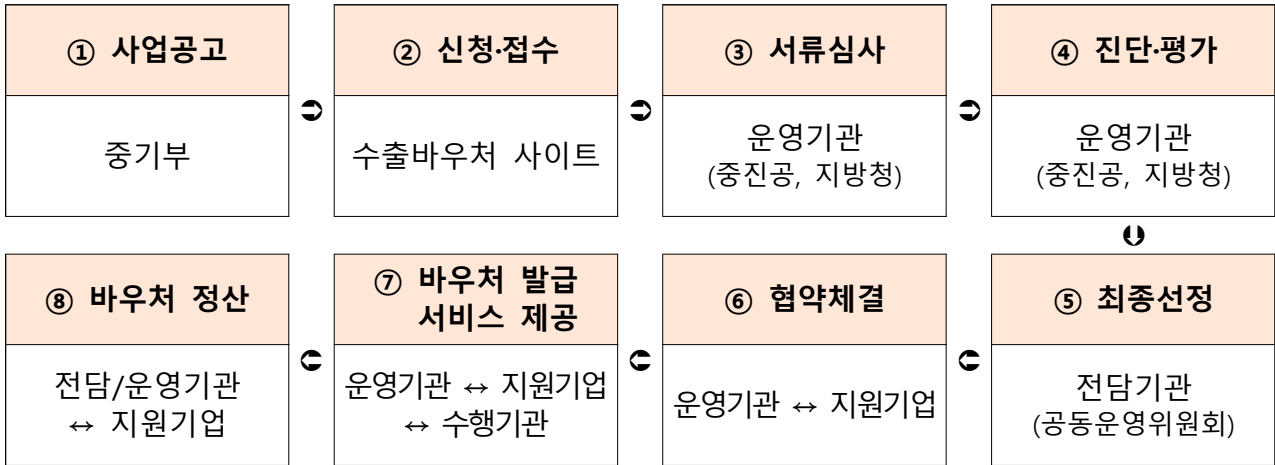 ① 사업공고
중기부
➲
② 신청·접수
수출바우처 사이트
➲
③ 서류심사
운영기관
(중진공, 지방청)
➲
④ 진단·평가
운영기관
(중진공, 지방청)
⑤ 최종선정
전담기관
(공동운영위원회)
⑥ 협약체결
운영기관 ↔ 지원기업
⑦ 바우처 발급
서비스 제공
운영기관 ↔ 지원기업
↔ 수행기관
⑧ 바우처 정산
전담/운영기관
↔ 지원기업